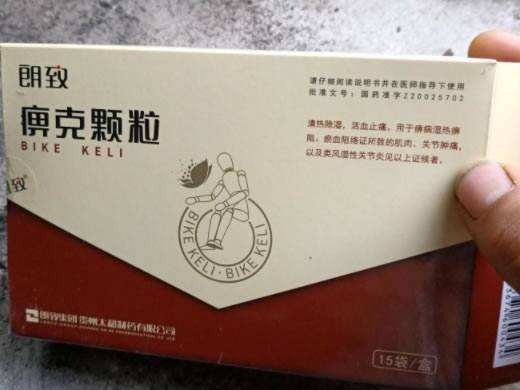 朗致
痹克颗粒
BIKE KELI
请仔细阅读说明书并在医师指导下使用
批准文号：国药准字Z20025702
清热除湿，活血止痛。用于痹病湿热痹
阻、瘀血阻络证所致的肌肉、关节肿痛，
以及类风湿性关节炎见以上证候者。
朗致
BIKE KELI · BIKE KELI
朗致集团 贵州太和制药有限公司
15袋/盒